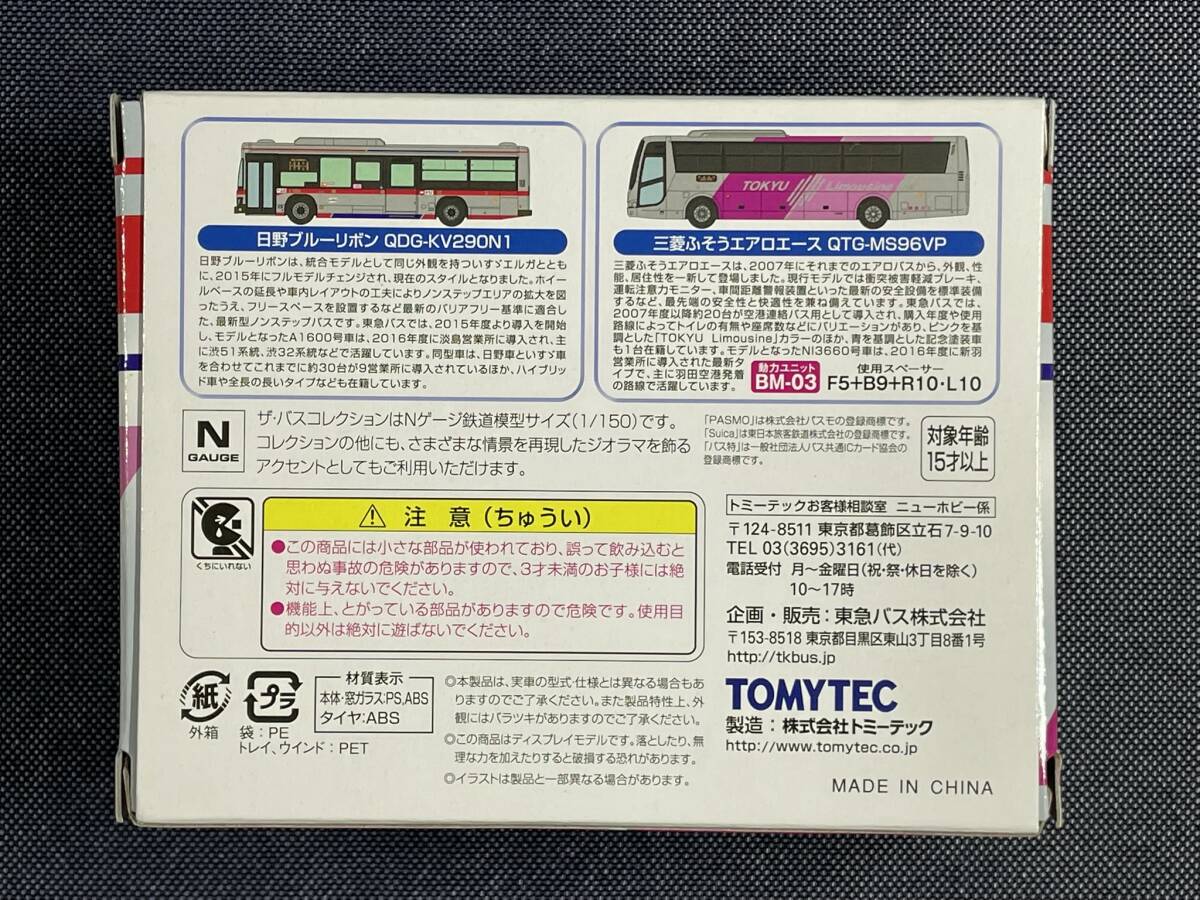 日野ブルーリボン QDG-KV290N1
日野ブルーリボンは、統合モデルとして同じ外観を持ついすゞエルガととも
に、2015年にフルモデルチェンジされ、現在のスタイルとなりました。ホイー
ルベースの延長や車内レイアウトの工夫によりノンステップエリアの拡大を図
ったうえ、フリースペースを設置するなど最新のバリアフリー基準に適合し
た、最新型ノンステップバスです。東急バスでは、2015年度より導入を開始
し、モデルとなったA1600号車は、2016年度に淡島営業所に導入され、主
に渋51系統、渋32系統などで活躍しています。同型車は、日野車といすゞ車
を合わせてこれまでに約30台が9営業所に導入されているほか、ハイブリッ
ド車や全長の長いタイプなども在籍しています。
TOKYU Limousine
三菱ふそうエアロエース QTG-MS96VP
三菱ふそうエアロエースは、2007年にそれまでのエアロバスから、外観、性
能、居住性を一新して登場しました。現行モデルでは衝突被害軽減ブレーキ、
運転注意力モニター、車間距離警報装置といった最新の安全設備を標準装備
するなど、最先端の安全性と快適性を兼ね備えています。東急バスでは、
2007年度以降約20台が空港連絡バス用として導入され、購入年度や使用
路線によってトイレの有無や座席数などにバリエーションがあり、ピンクを基
調とした「TOKYU Limousine」カラーのほか、青を基調とした記念塗装車
も1台在籍しています。モデルとなったNI3660号車は、2016年度に新羽
営業所に導入された最新タ
イプで、主に羽田空港発着
の路線で活躍しています。
動力ユニット
BM-03
使用スペーサー
F5+B9+R10・L10
N
GAUGE
ザ・バスコレクションはNゲージ鉄道模型サイズ(1/150)です。
コレクションの他にも、さまざまな情景を再現したジオラマを飾る
アクセントとしてもご利用いただけます。
「PASMO」は株式会社パスモの登録商標です。
「Suica」は東日本旅客鉄道株式会社の登録商標です。
「バス特」は一般社団法人バス共通ICカード協会の
登録商標です。
対象年齢
15才以上
くちにいれない
注 意(ちゅうい)
●この商品には小さな部品が使われており、誤って飲み込むと
思わぬ事故の危険がありますので、3才未満のお子様には絶
対に与えないでください。
●機能上、とがっている部品がありますので危険です。使用目
的以外は絶対に遊ばないでください。
トミーテックお客様相談室 ニューホビー係
〒124-8511 東京都葛飾区立石7-9-10
TEL 03(3695)3161(代)
電話受付 月〜金曜日(祝・祭・休日を除く)
10〜17時
企画・販売:東急バス株式会社
〒153-8518 東京都目黒区東山3丁目8番1号
http://tkbus.jp
TOMYTEC
製造:株式会社トミーテック
http://www.tomytec.co.jp
MADE IN CHINA
紙
外箱
プラ
袋:PE
トレイ、ウインド:PET
材質表示
本体・窓ガラス:PS,ABS
タイヤ:ABS
◎本製品は、実車の型式・仕様とは異なる場合もあ
りますのでご了承ください。また製品特性上、外
観にはバラツキがありますのでご了承ください。
◎この商品はディスプレイモデルです。落としたり、無
理な力を加えたりすると破損する恐れがあります。
◎イラストは製品と一部異なる場合があります。